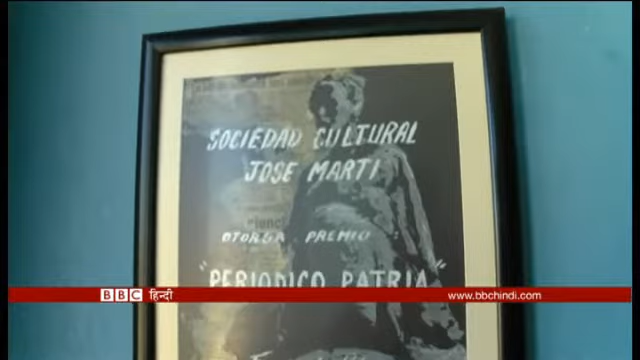 SOCIEDAD CULTURAL
JOSE MARTI
OTORGA PREMIO
"PERIODICO PATRIA"
BBC हिन्दी
www.bbchindi.com